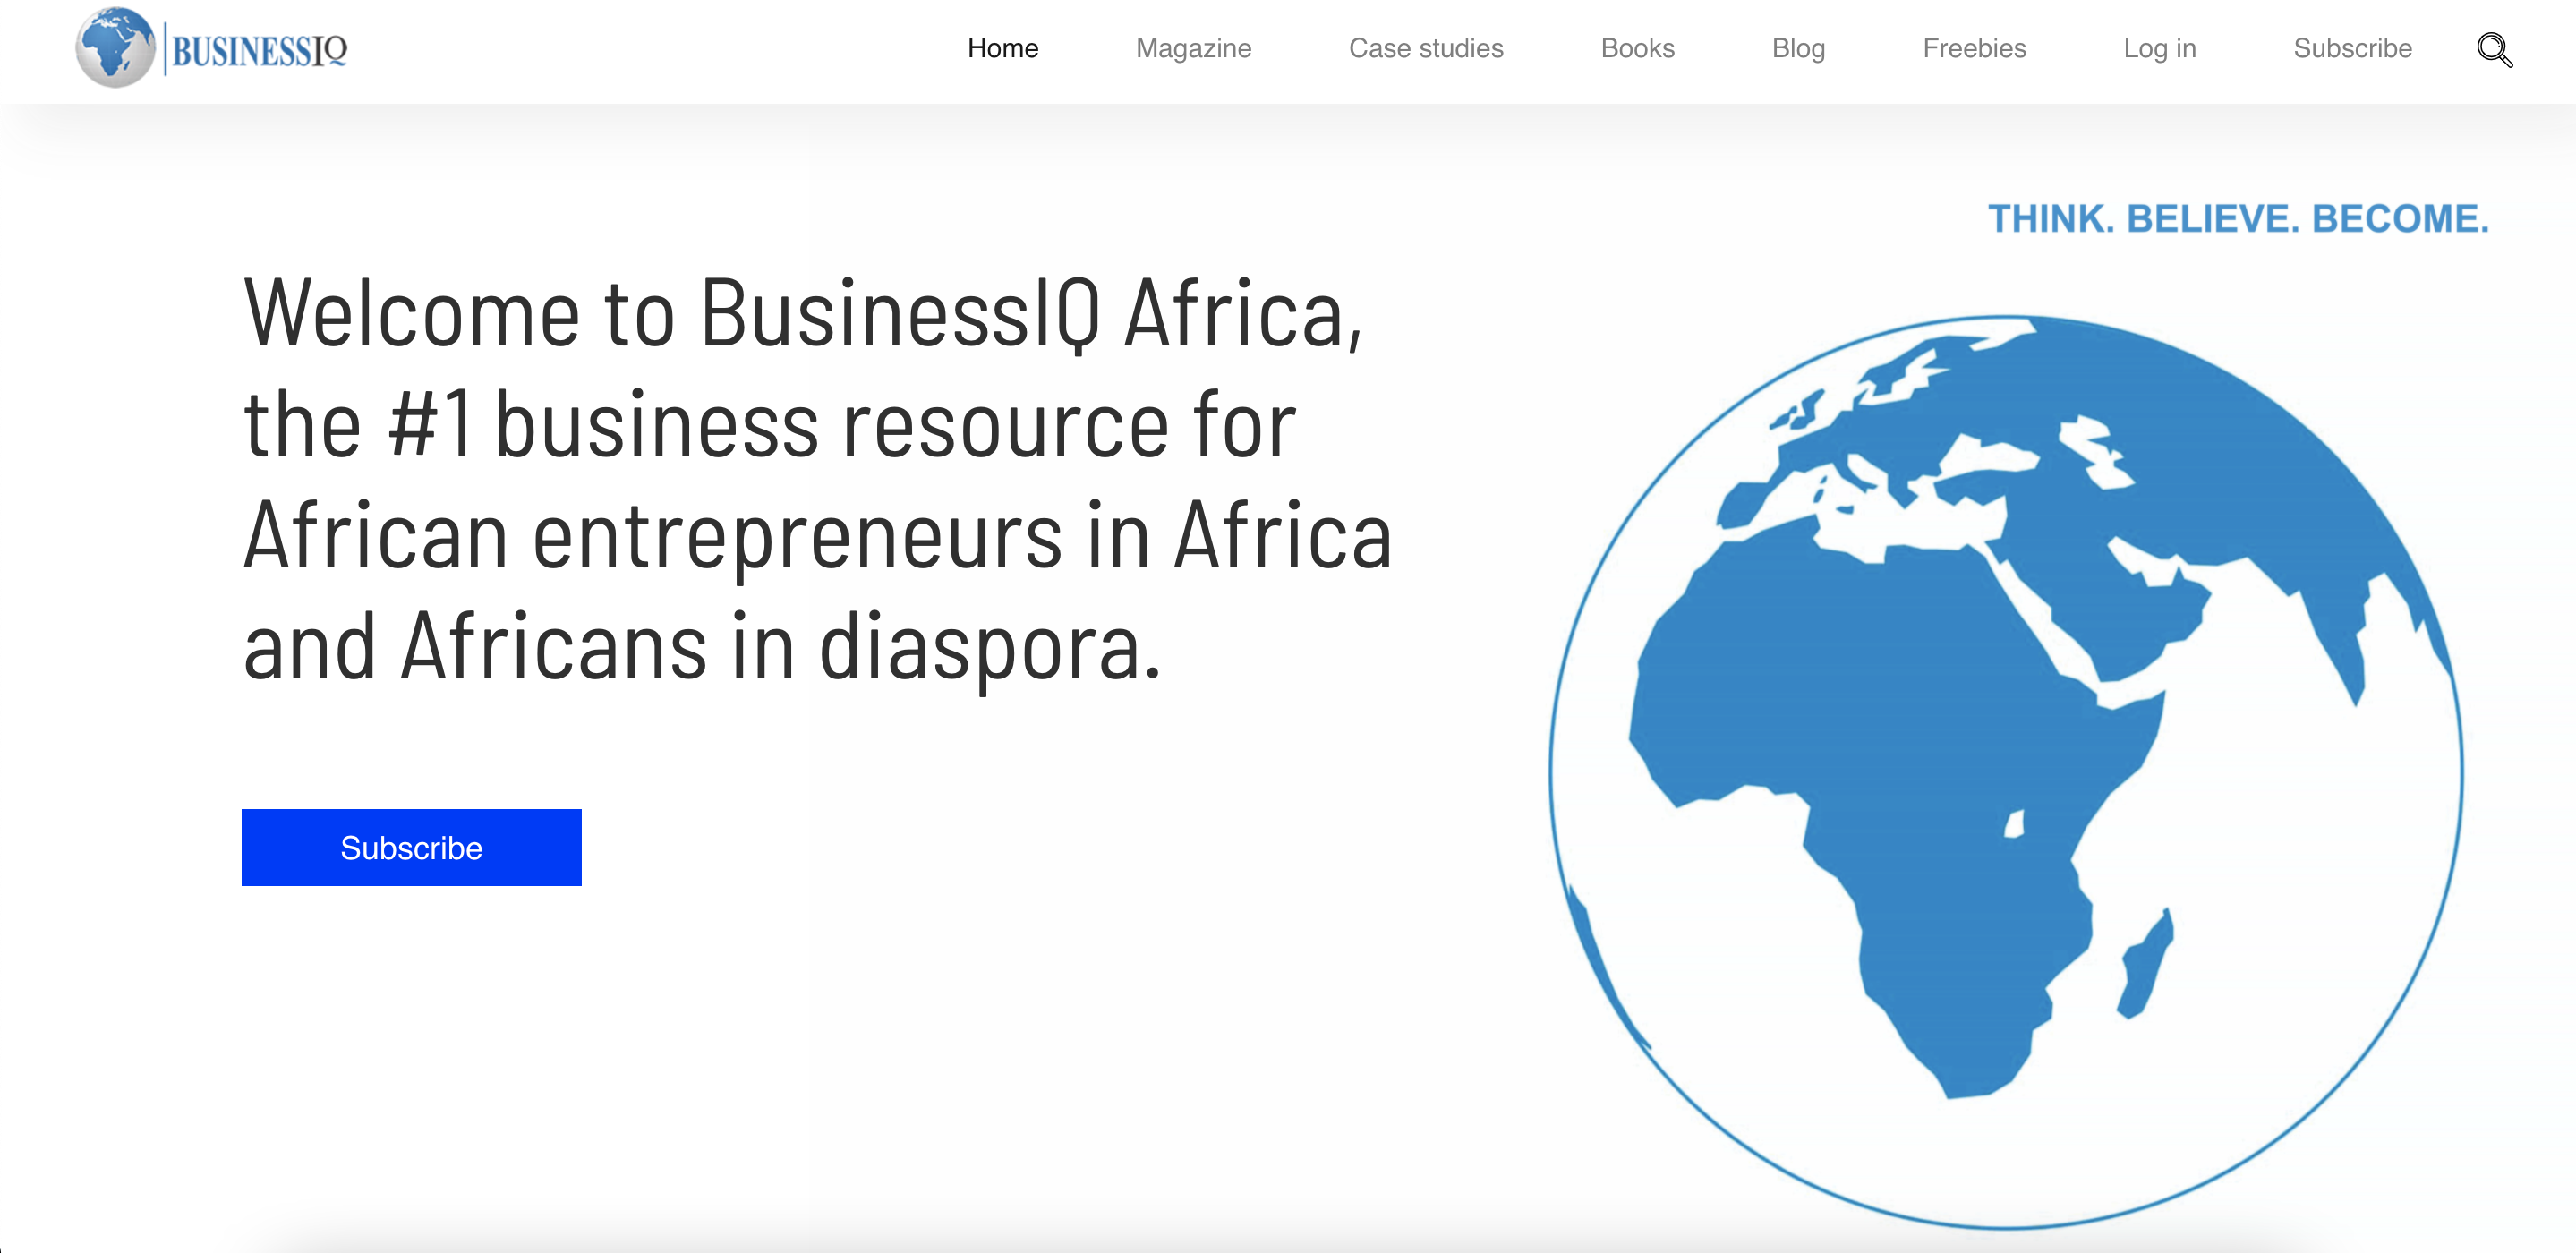 BUSINESSIQ
Home Magazine Case studies Books Blog Freebies Log in Subscribe
THINK. BELIEVE. BECOME.
Welcome to BusinessIQ Africa,
the #1 business resource for
African entrepreneurs in Africa
and Africans in diaspora.
Subscribe